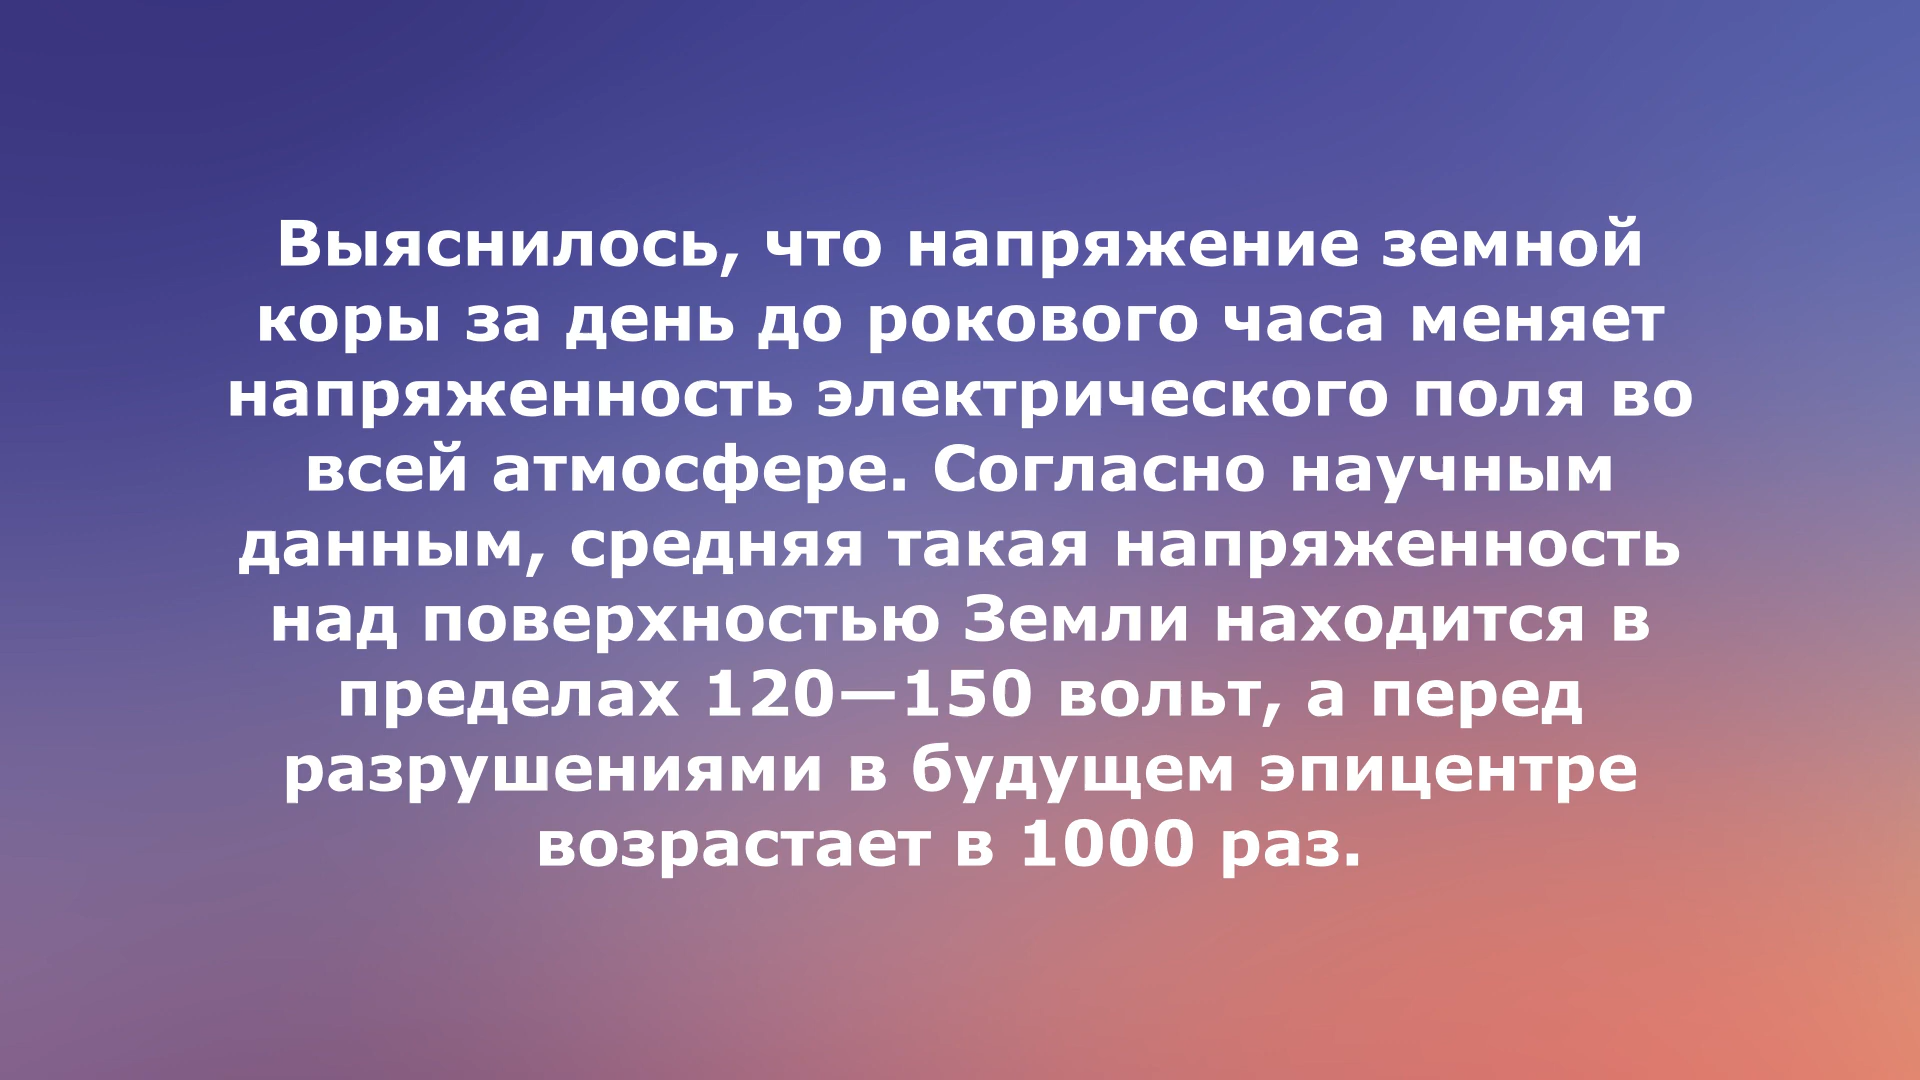 Выяснилось, что напряжение земной
коры за день до рокового часа меняет
напряженность электрического поля во
всей атмосфере. Согласно научным
данным, средняя такая напряженность
над поверхностью Земли находится в
пределах 120—150 вольт, а перед
разрушениями в будущем эпицентре
возрастает в 1000 раз.